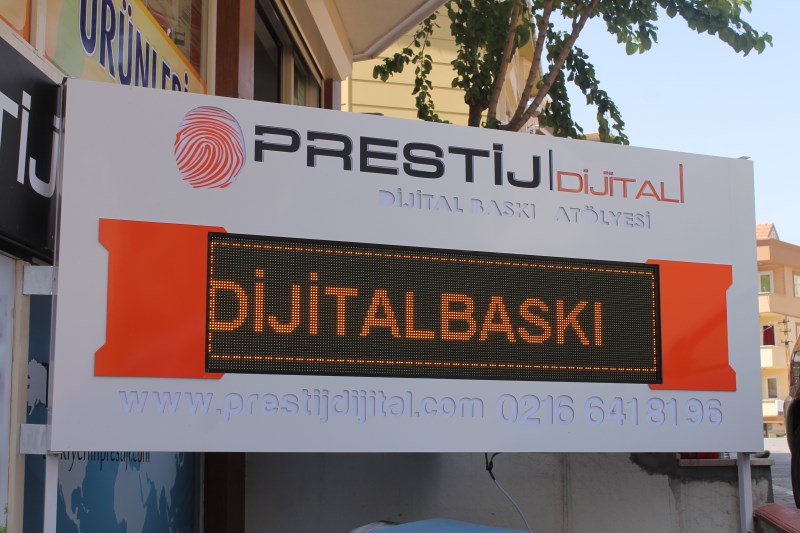 ÜRÜNLERİ
TİJ
PRESTİJ DİJİTAL
DİJİTAL BASKI ATÖLYESİ
DİJİTALBASKI
www.prestijdijital.com 0216 641 81 96